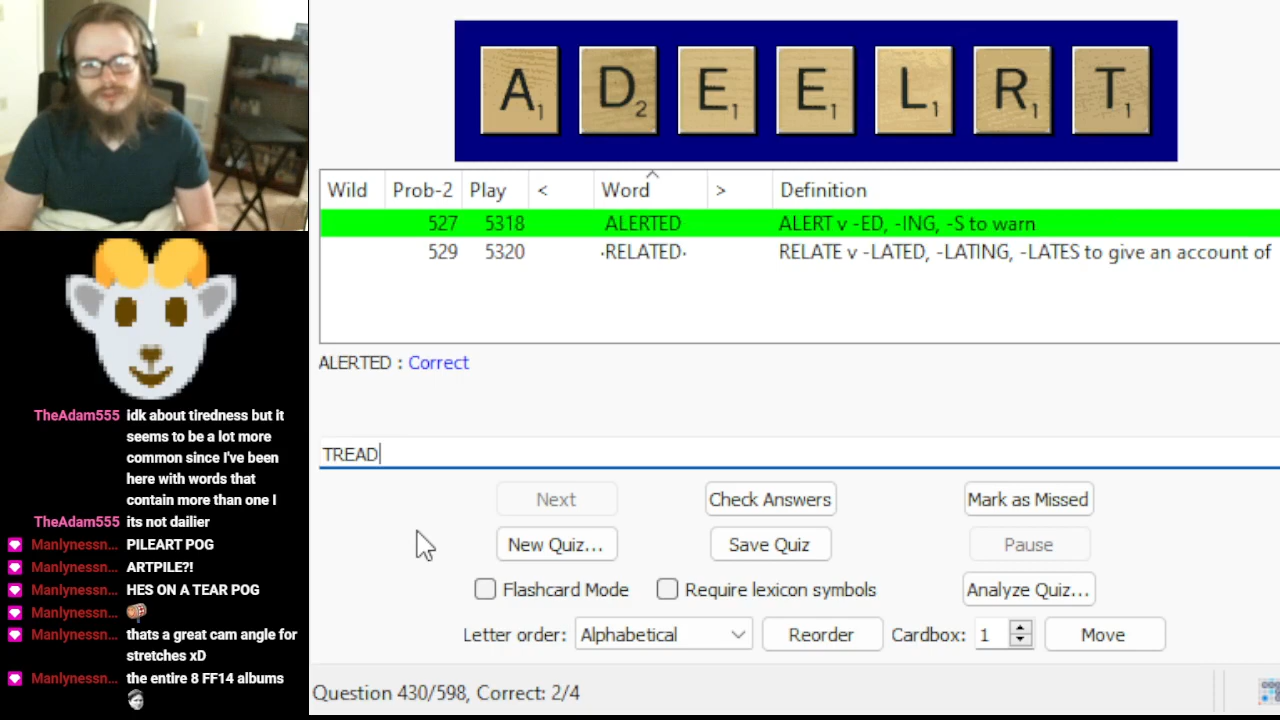 A1 D2 E1 E1 L1 R1 T1
Wild Prob-2 Play < Word > Definition
527 5318 ALERTED ALERT v -ED, -ING, -S to warn
529 5320 ·RELATED· RELATE v -LATED, -LATING, -LATES to give an account of
ALERTED : Correct
TREAD
Next Check Answers Mark as Missed
New Quiz... Save Quiz Pause
Flashcard Mode Require lexicon symbols Analyze Quiz...
Letter order: Alphabetical Reorder Cardbox: 1 Move
Question 430/598, Correct: 2/4
TheAdam555 idk about tiredness but it
seems to be a lot more
common since I've been
here with words that
contain more than one I
TheAdam555 its not dailier
Manlynessn... PILEART POG
Manlynessn... ARTPILE?!
Manlynessn... HES ON A TEAR POG
Manlynessn...
Manlynessn... thats a great cam angle for
stretches xD
Manlynessn... the entire 8 FF14 albums